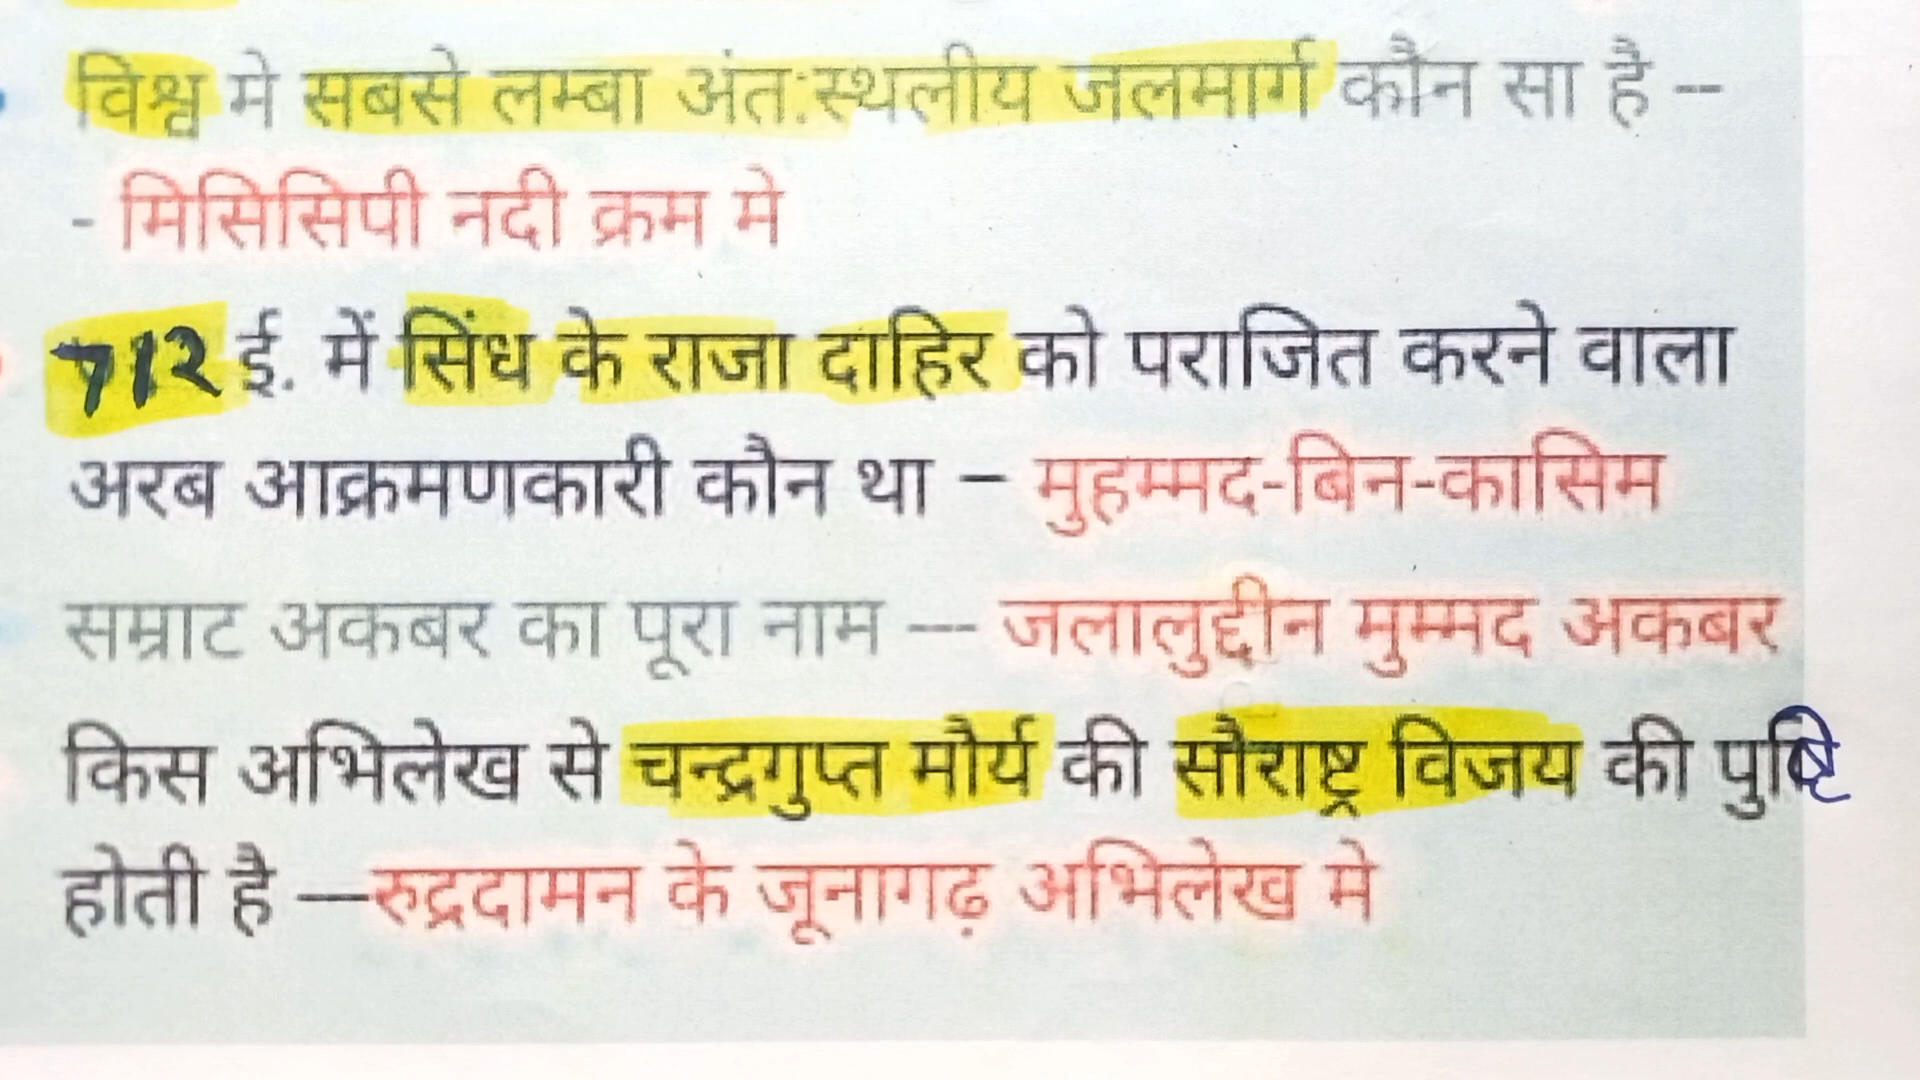 विश्व मे सबसे लम्बा अंत:स्थलीय जलमार्ग कौन सा है --
- मिसिसिपी नदी क्रम मे
712 ई. में सिंध के राजा दाहिर को पराजित करने वाला
अरब आक्रमणकारी कौन था – मुहम्मद-बिन-कासिम
सम्राट अकबर का पूरा नाम --- जलालुद्दीन मुम्मद अकबर
किस अभिलेख से चन्द्रगुप्त मौर्य की सौराष्ट्र विजय की पुष्टि
होती है —रुद्रदामन के जूनागढ़ अभिलेख मे